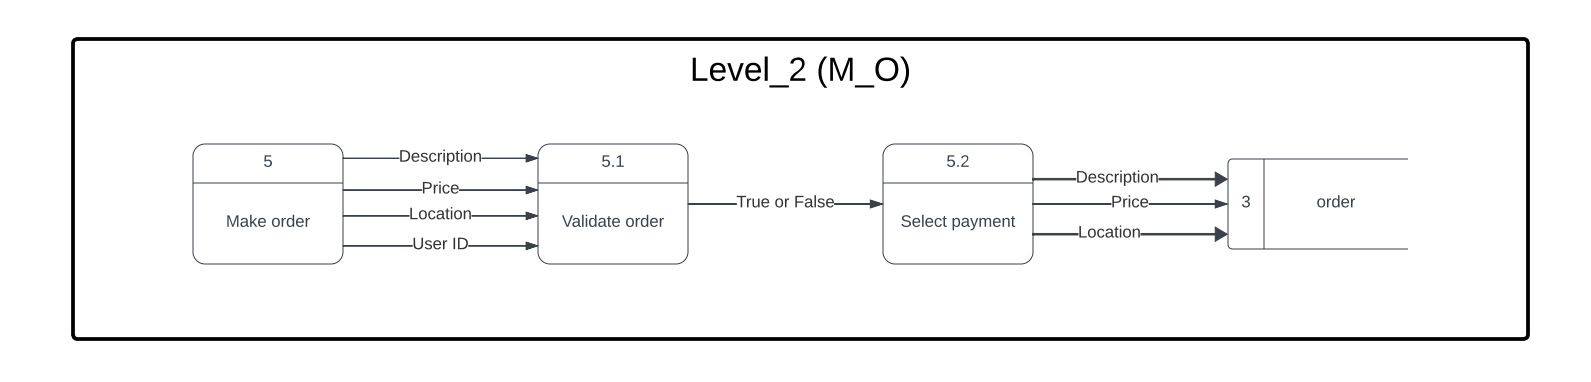 Level_2 (M_O)
5
Make order
Description
Price
Location
User ID
5.1
Validate order
True or False
5.2
Select payment
Description
Price
Location
3
order